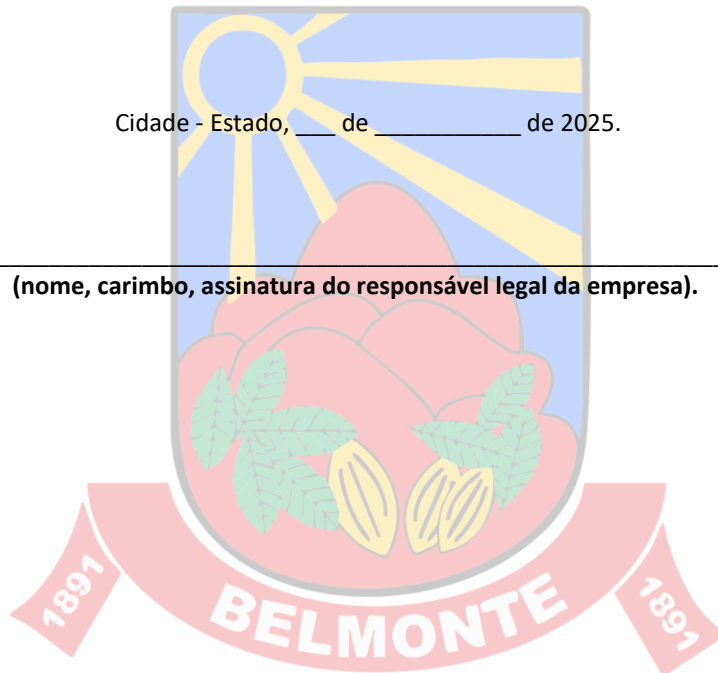 Cidade - Estado, ___ de ___________ de 2025.
(nome, carimbo, assinatura do responsável legal da empresa).
1891
BELMONTE
1891